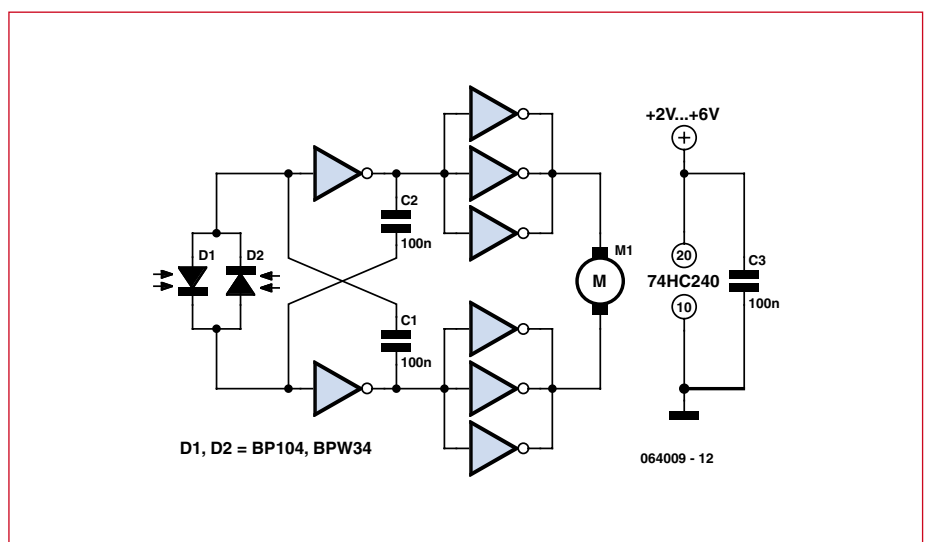 +2V...+6V
+
C2
100n
D1
D2
M1
M
20
74HC240
10
C3
100n
C1
100n
D1, D2 = BP104, BPW34
064009 - 12